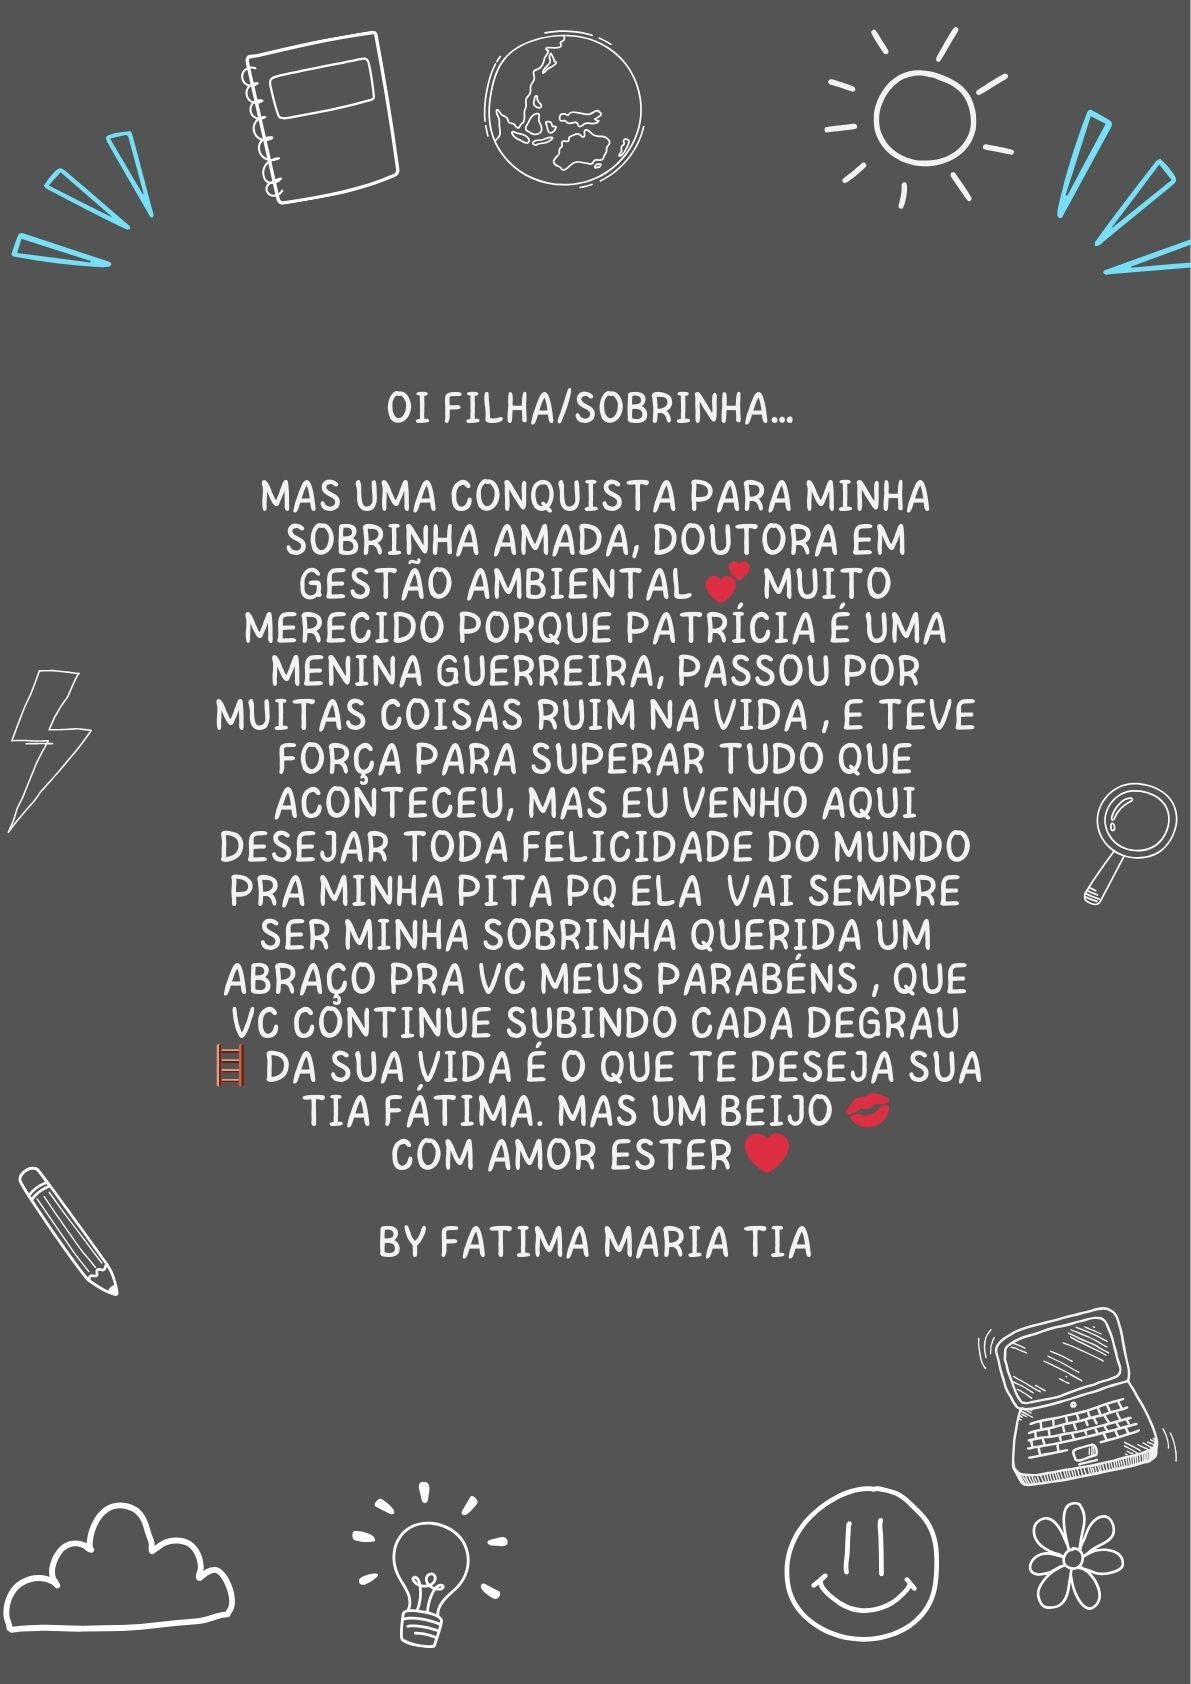 OI FILHA/SOBRINHA...
MAS UMA CONQUISTA PARA MINHA
SOBRINHA AMADA, DOUTORA EM
GESTÃO AMBIENTAL 💕 MUITO
MERECIDO PORQUE PATRÍCIA É UMA
MENINA GUERREIRA, PASSOU POR
MUITAS COISAS RUIM NA VIDA , E TEVE
FORÇA PARA SUPERAR TUDO QUE
ACONTECEU, MAS EU VENHO AQUI
DESEJAR TODA FELICIDADE DO MUNDO
PRA MINHA PITA PQ ELA  VAI SEMPRE
SER MINHA SOBRINHA QUERIDA UM
ABRAÇO PRA VC MEUS PARABÉNS , QUE
VC CONTINUE SUBINDO CADA DEGRAU
🪜 DA SUA VIDA É O QUE TE DESEJA SUA
TIA FÁTIMA. MAS UM BEIJO 💋
COM AMOR ESTER ❤️
BY FATIMA MARIA TIA